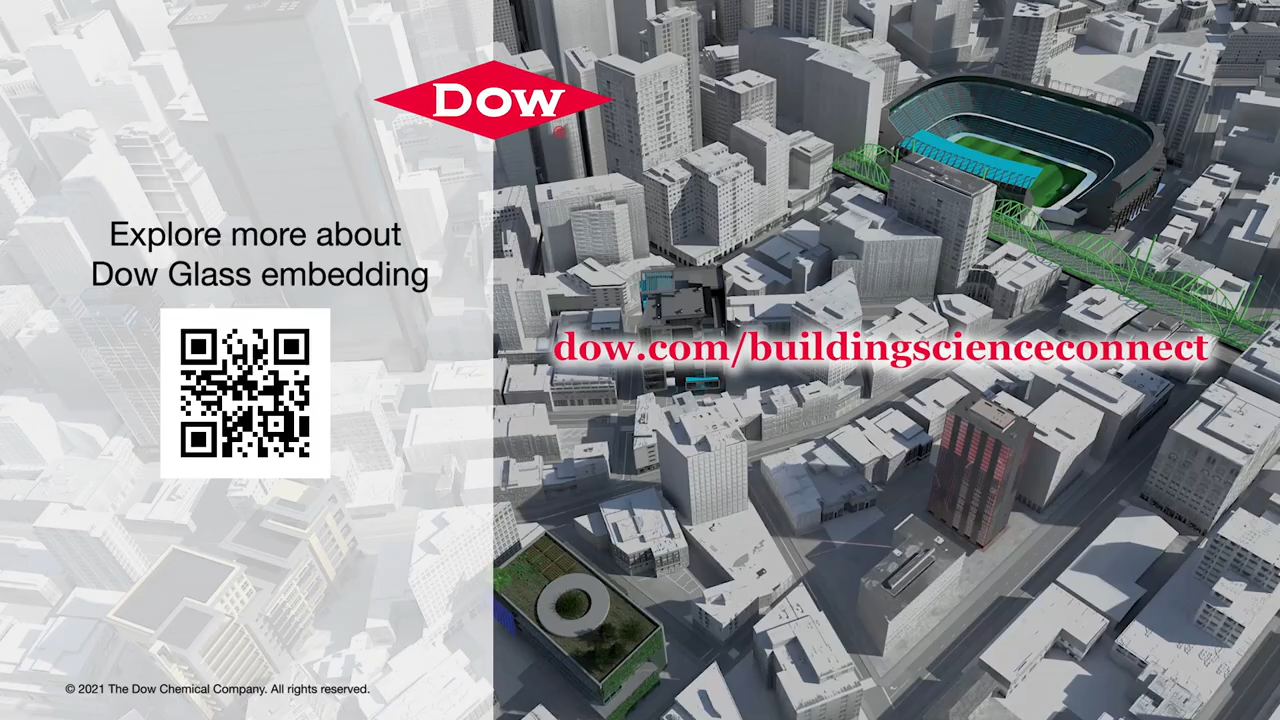 Dow
Explore more about
Dow Glass embedding
dow.com/buildingscienceconnect
© 2021 The Dow Chemical Company. All rights reserved.